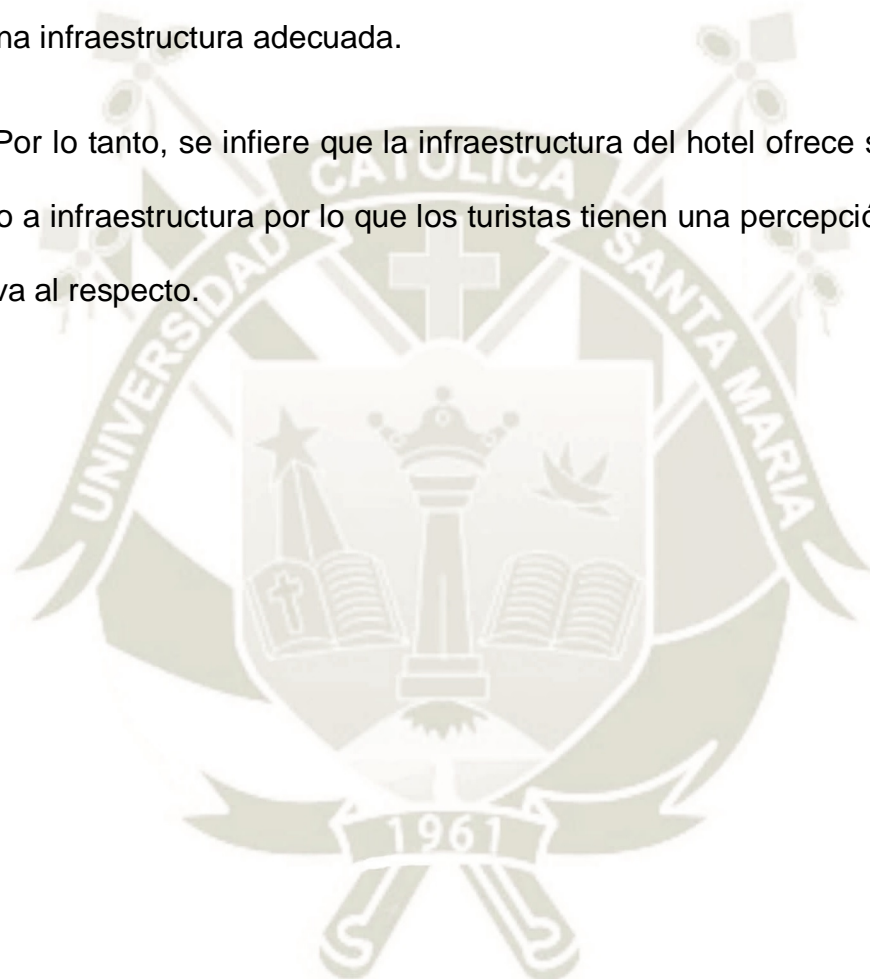 na infraestructura adecuada.
Por lo tanto, se infiere que la infraestructura del hotel ofrece s
o a infraestructura por lo que los turistas tienen una percepció
va al respecto.
UNIVERSIDAD CATOLICA SANTA MARIA
1961